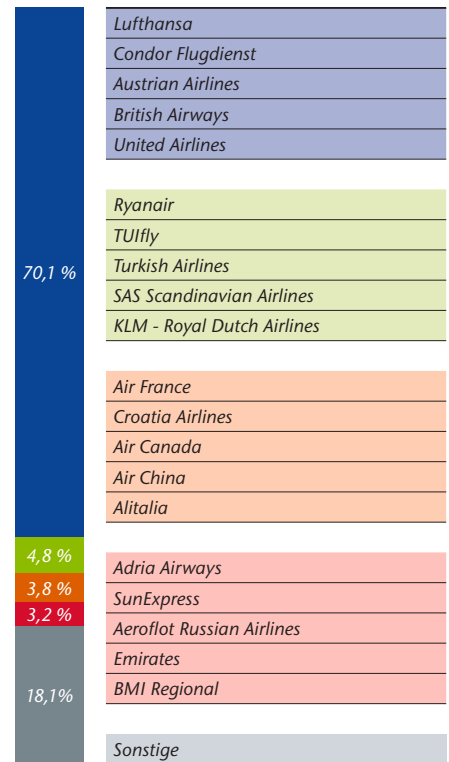 70,1 %
4,8 %
3,8 %
3,2 %
18,1%
Lufthansa
Condor Flugdienst
Austrian Airlines
British Airways
United Airlines
Ryanair
TUIfly
Turkish Airlines
SAS Scandinavian Airlines
KLM - Royal Dutch Airlines
Air France
Croatia Airlines
Air Canada
Air China
Alitalia
Adria Airways
SunExpress
Aeroflot Russian Airlines
Emirates
BMI Regional
Sonstige